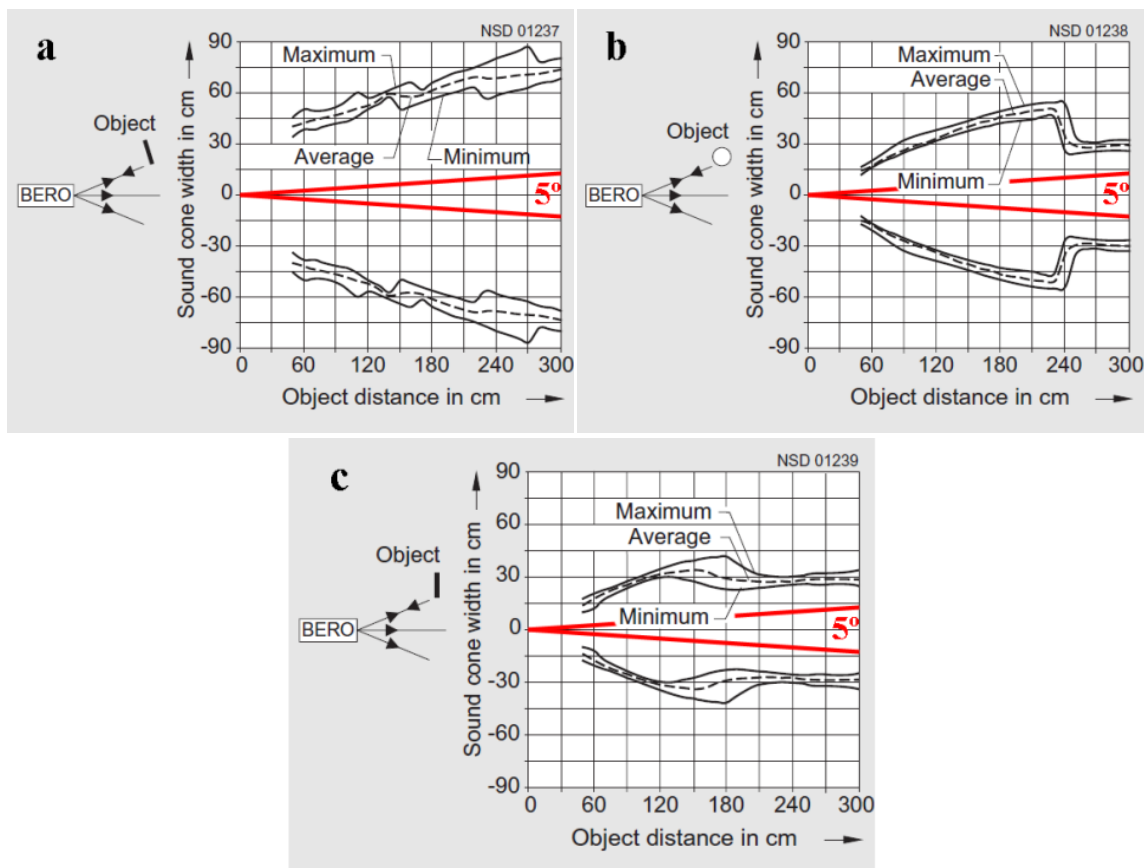 a
NSD 01237
90
Maximum
60
Object
30
Average
Minimum
BERO
0
5º
-30
-60
-90
Sound cone width in cm
0 60 120 180 240 300
Object distance in cm
b
NSD 01238
90
Maximum
Average
60
Object
30
BERO
0
Minimum
5º
-30
-60
-90
Sound cone width in cm
0 60 120 180 240 300
Object distance in cm
c
NSD 01239
90
Maximum
60
Average
Object
30
Minimum
BERO
0
5º
-30
-60
-90
Sound cone width in cm
0 60 120 180 240 300
Object distance in cm